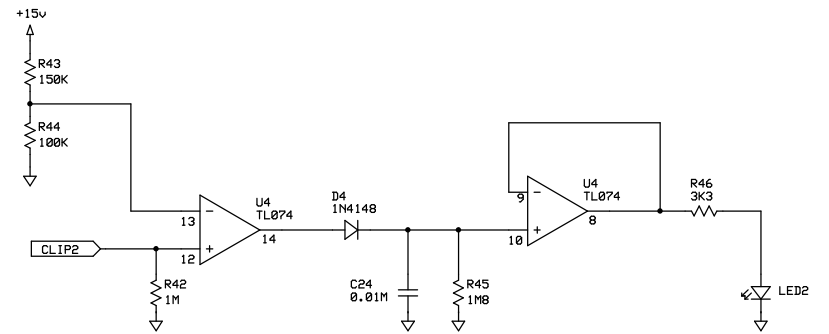 +15v
R43
150K
R44
100K
CLIP2
R42
1M
13
12
U4
TL074
14
D4
1N4148
C24
0.01M
R45
1M8
9
10
U4
TL074
8
R46
3K3
LED2